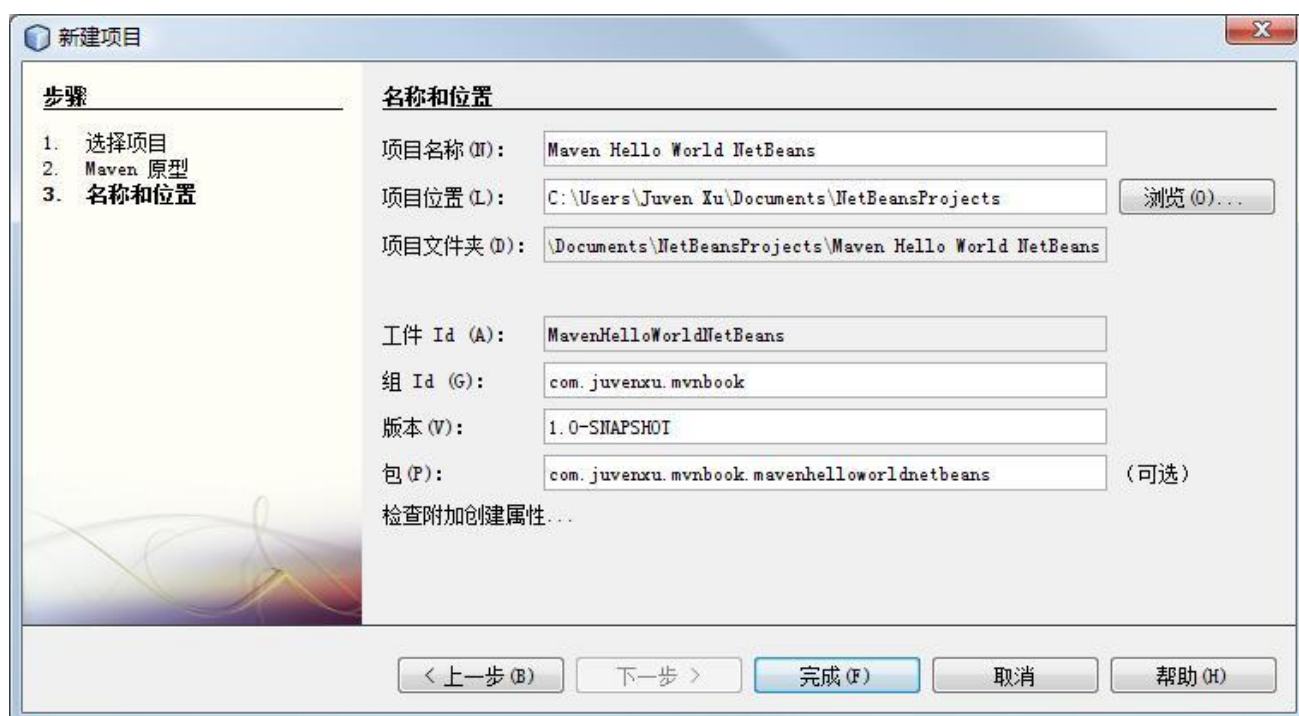 新建项目
步骤
1. 选择项目
2. Maven 原型
3. 名称和位置
名称和位置
项目名称(N): Maven Hello World NetBeans
项目位置(L): C:\Users\Juven Xu\Documents\NetBeansProjects 浏览(O)...
项目文件夹(D): \Documents\NetBeansProjects\Maven Hello World NetBeans
工件 Id (A): MavenHelloWorldNetBeans
组 Id (G): com.juvenxu.mvnbook
版本(V): 1.0-SNAPSHOT
包(P): com.juvenxu.mvnbook.mavenhelloworldnetbeans (可选)
检查附加创建属性...
< 上一步(B) 下一步 > 完成(F) 取消 帮助(H)